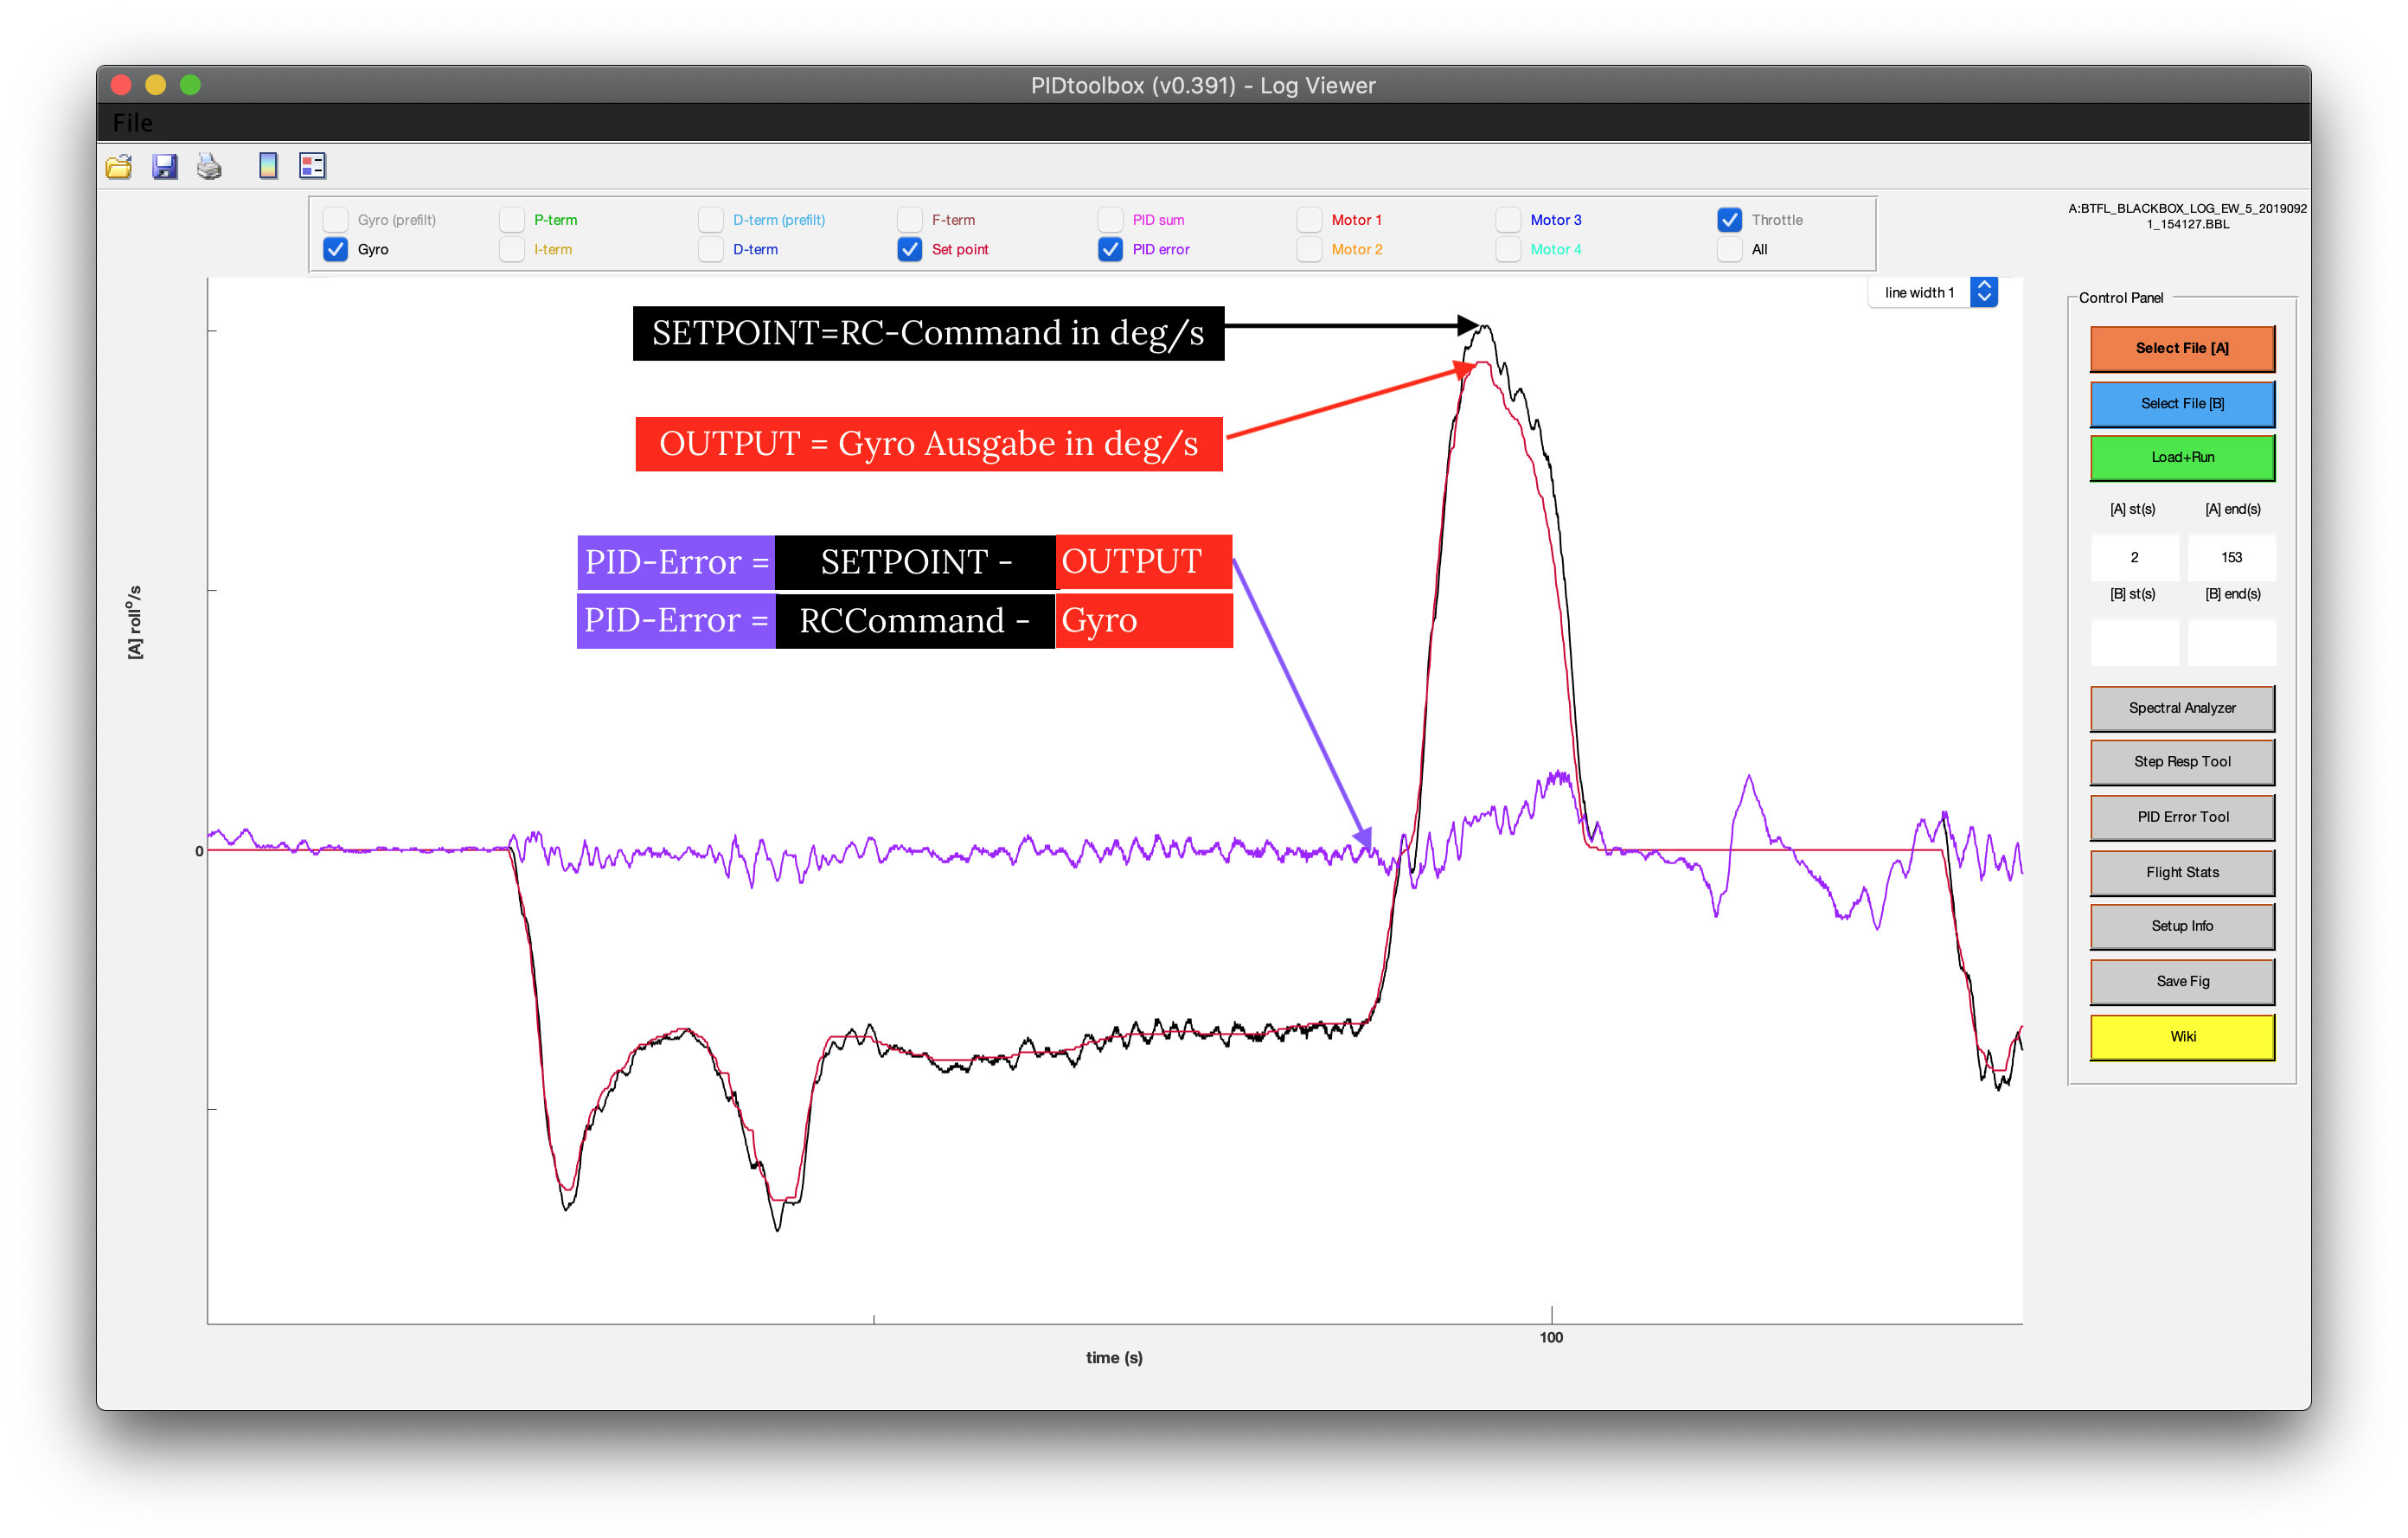 PIDtoolbox (v0.391) - Log Viewer
File
Gyro (prefilt)
P-term
D-term (prefilt)
F-term
PID sum
Motor 1
Motor 3
Throttle
Gyro
I-term
D-term
Set point
PID error
Motor 2
Motor 4
All
A:BTFL_BLACKBOX_LOG_EW_5_2019092
1_154127.BBL
line width 1
SETPOINT=RC-Command in deg/s
OUTPUT = Gyro Ausgabe in deg/s
PID-Error = SETPOINT - OUTPUT
PID-Error = RCCommand - Gyro
[A] roll°/s
0
100
time (s)
Control Panel
Select File [A]
Select File [B]
Load+Run
[A] st(s) [A] end(s)
2 153
[B] st(s) [B] end(s)
Spectral Analyzer
Step Resp Tool
PID Error Tool
Flight Stats
Setup Info
Save Fig
Wiki